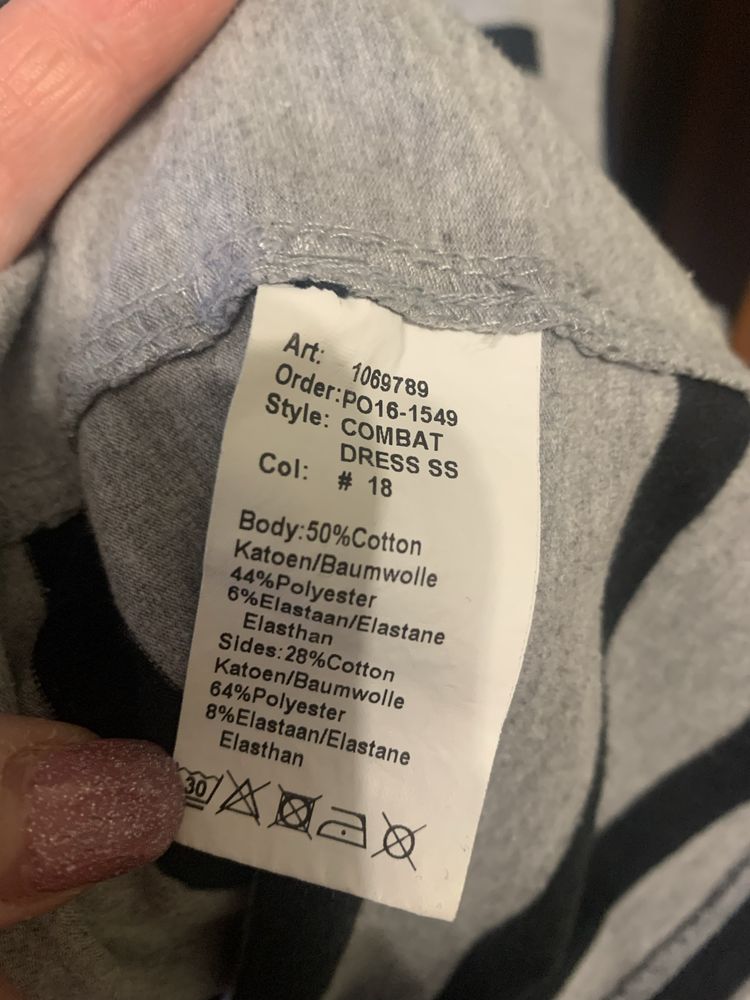 Art: 1069789
Order:PO16-1549
Style: COMBAT
DRESS SS
Col: # 18
Body:50%Cotton
Katoen/Baumwolle
44%Polyester
6%Elastaan/Elastane
Elasthan
Sides:28%Cotton
Katoen/Baumwolle
64%Polyester
8%Elastaan/Elastane
Elasthan
30